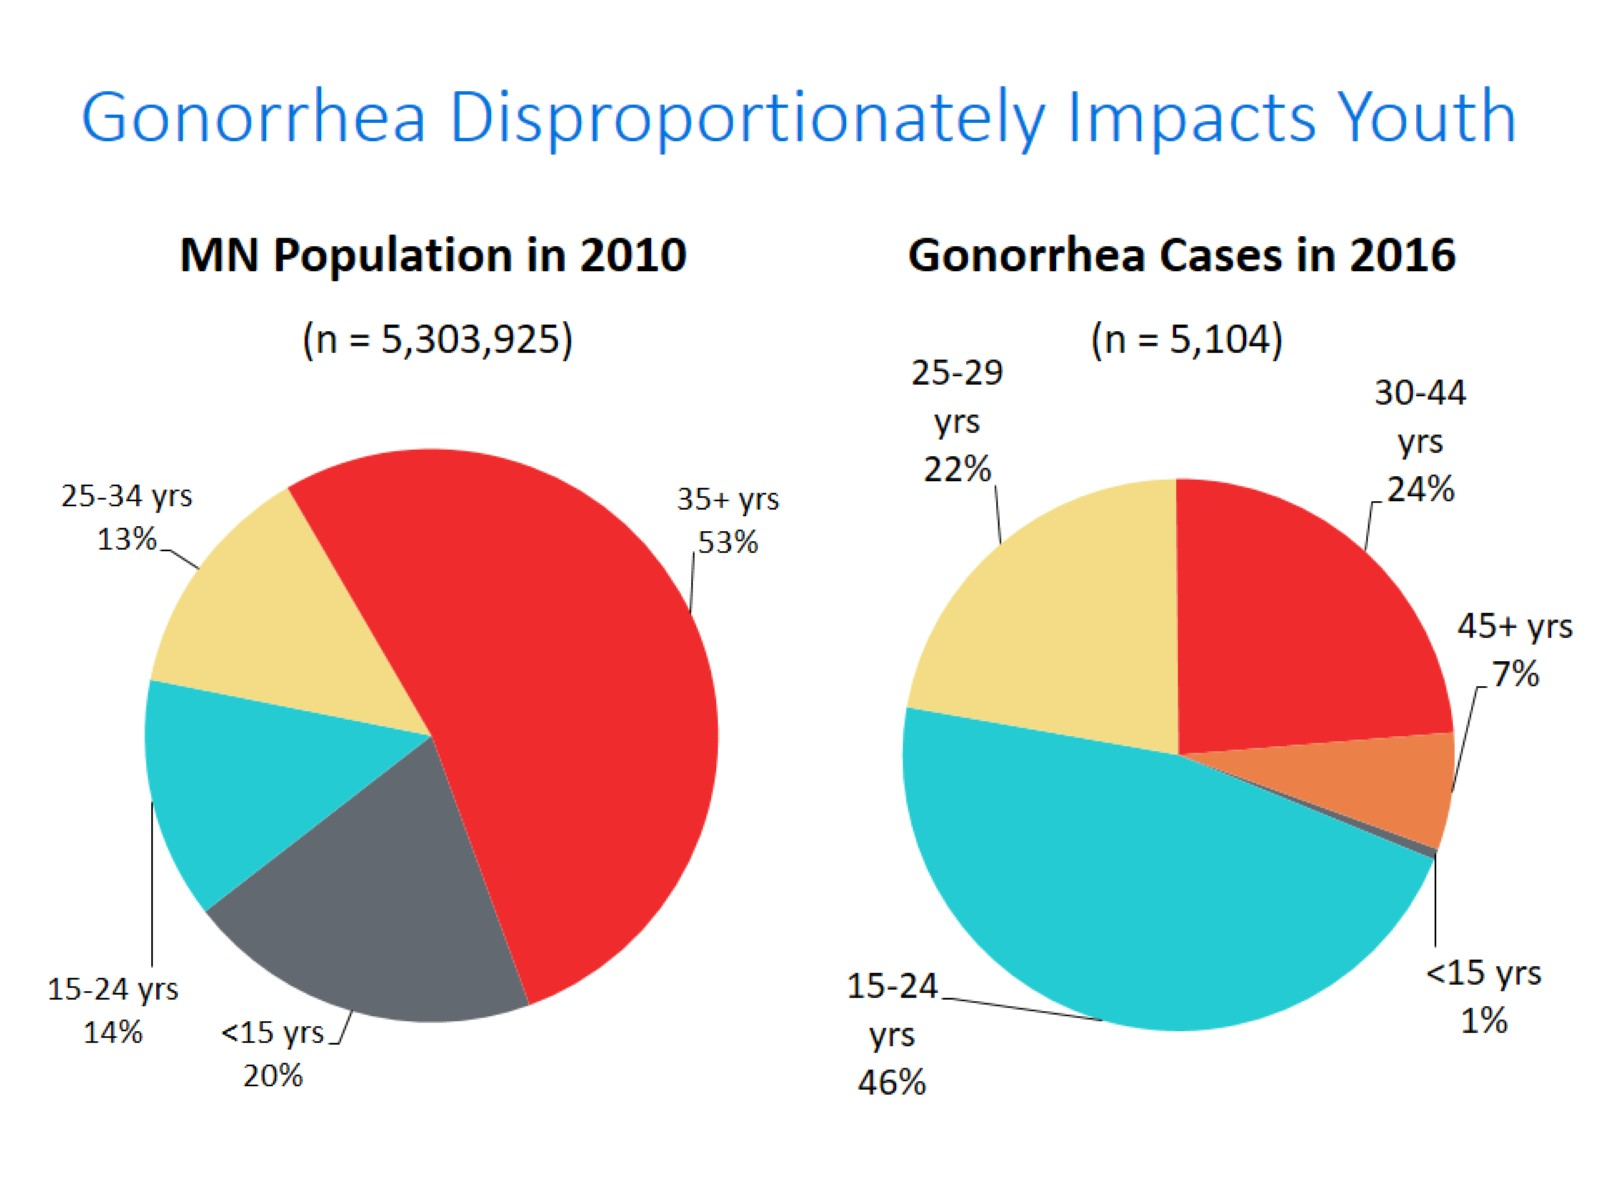 Gonorrhea Disproportionately Impacts Youth
MN Population in 2010
(n = 5,303,925)
25-34 yrs
13%
35+ yrs
53%
15-24 yrs
14%
<15 yrs
20%
Gonorrhea Cases in 2016
(n = 5,104)
25-29
yrs
22%
30-44
yrs
24%
45+ yrs
7%
<15 yrs
1%
15-24
yrs
46%